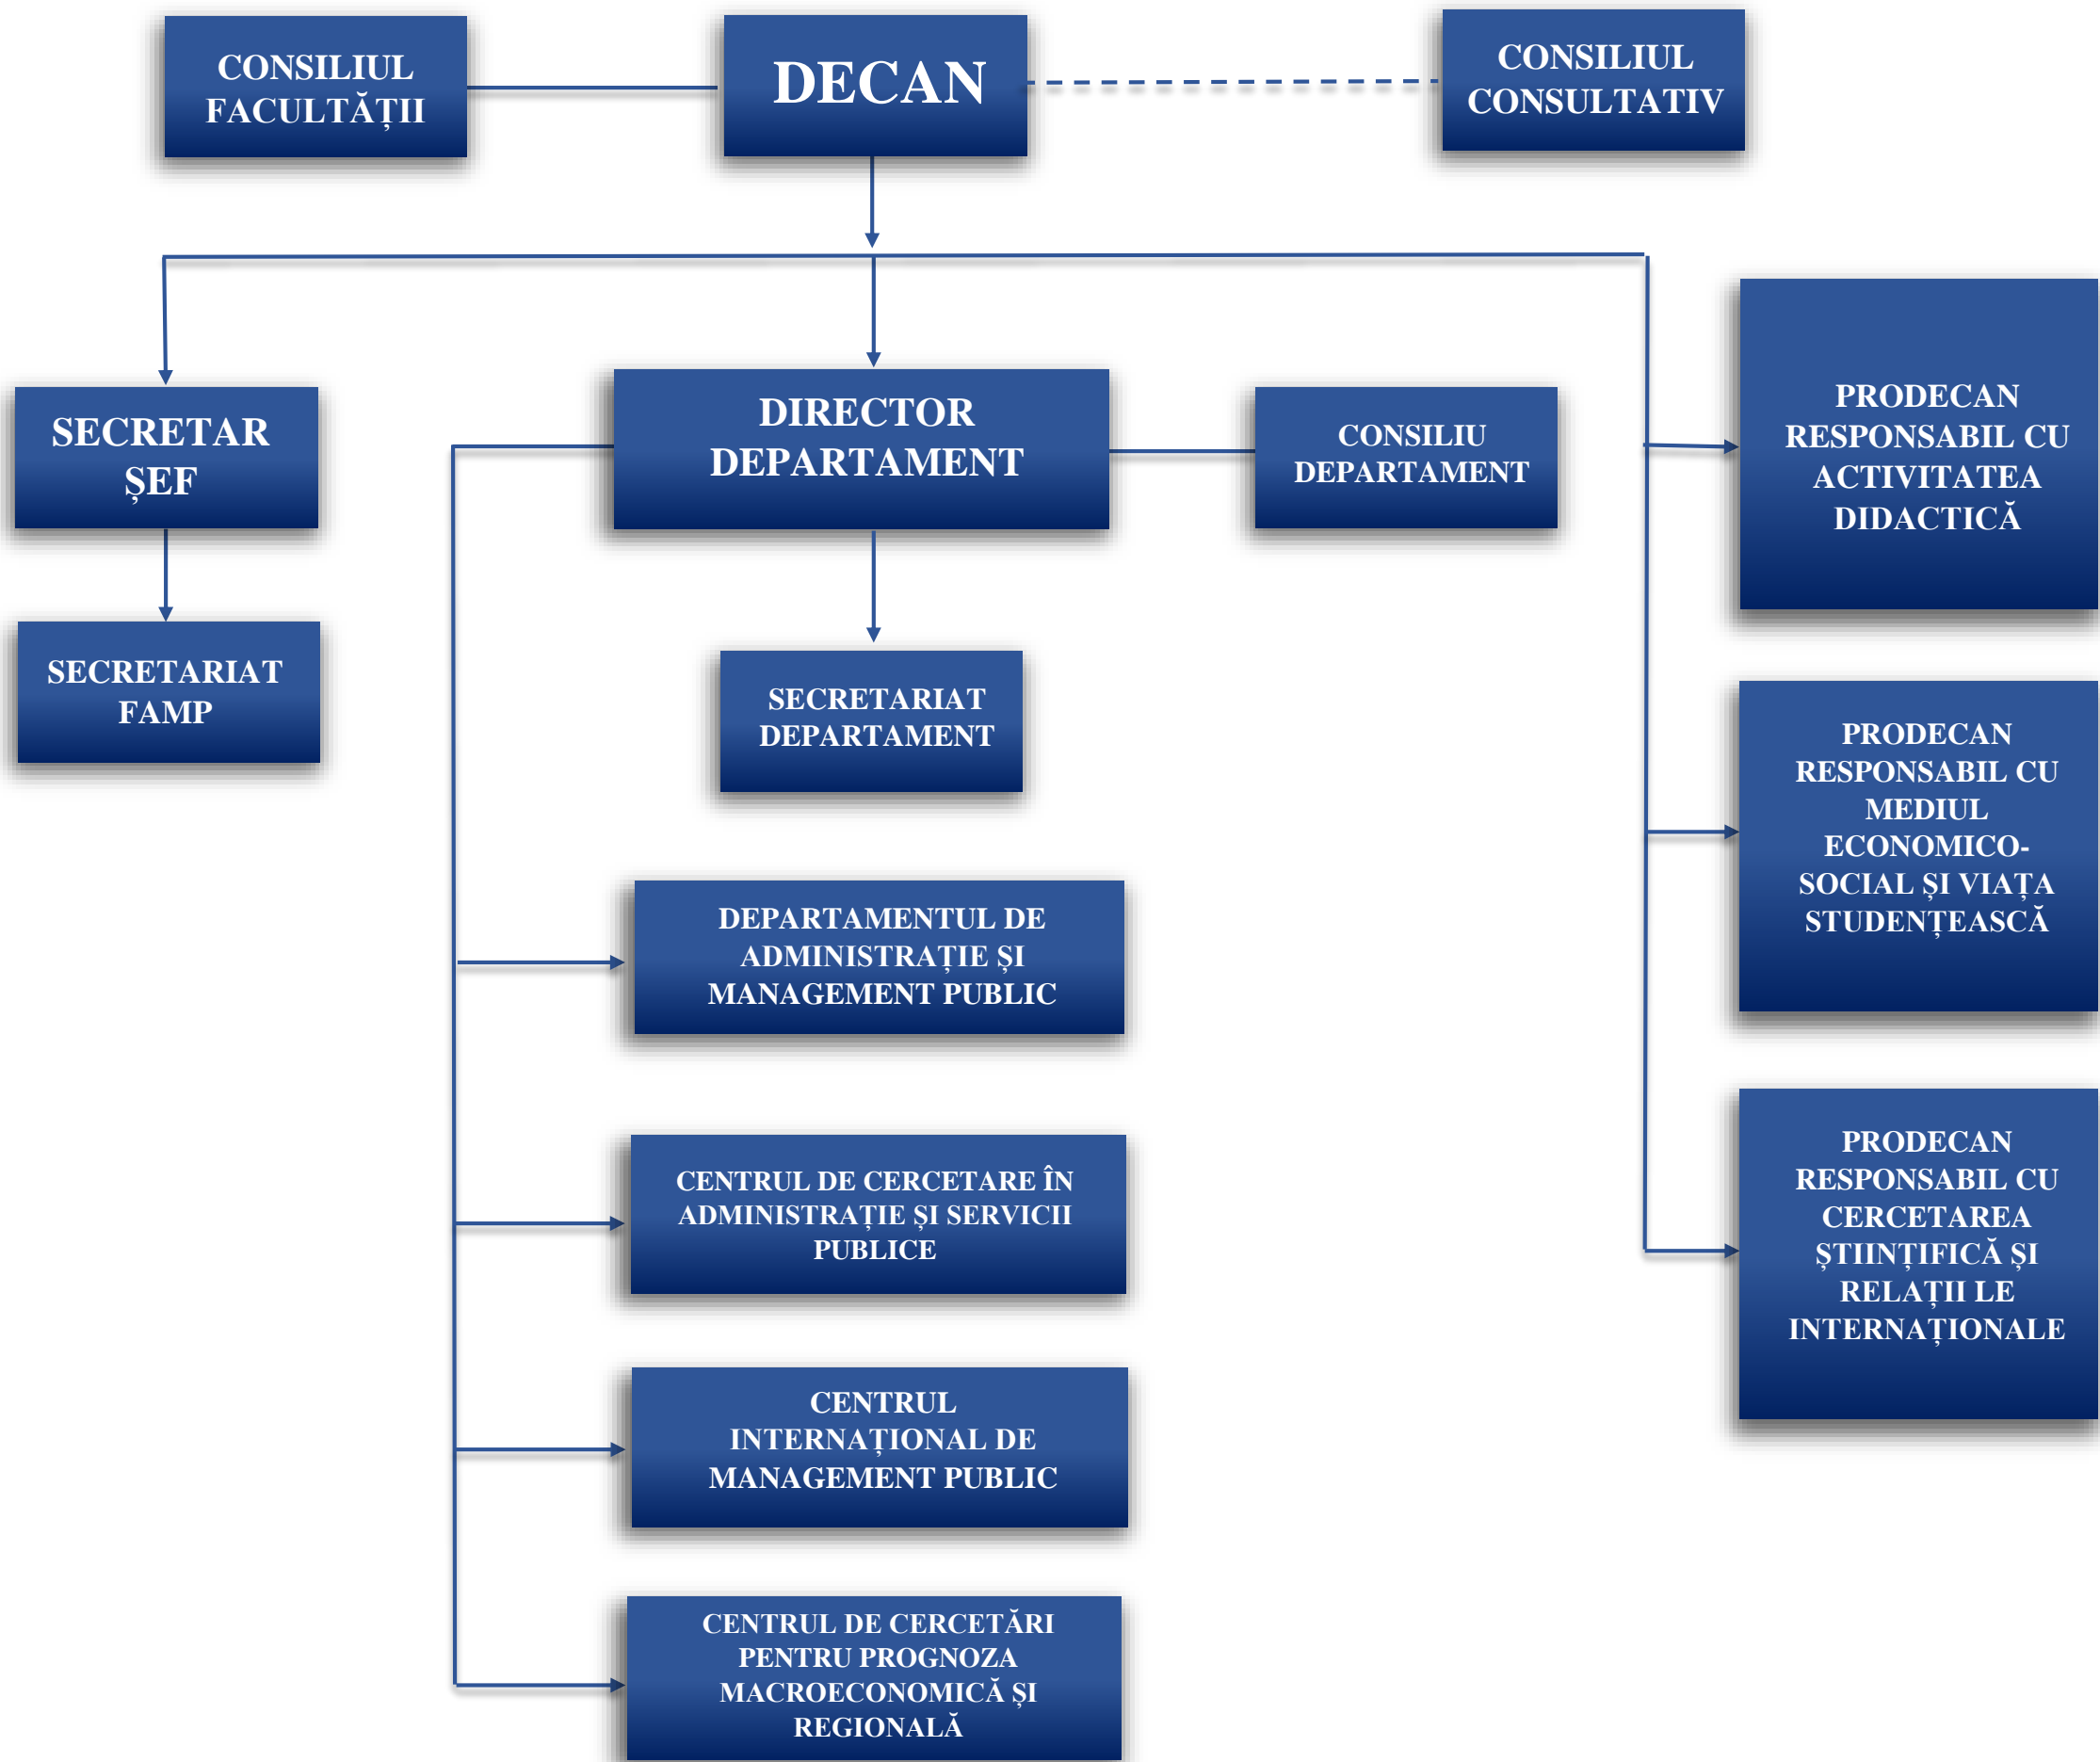 CONSILIUL
FACULTĂȚII
DECAN
CONSILIUL
CONSULTATIV
SECRETAR
ȘEF
DIRECTOR
DEPARTAMENT
CONSILIU
DEPARTAMENT
PRODECAN
RESPONSABIL CU
ACTIVITATEA
DIDACTICĂ
SECRETARIAT
FAMP
SECRETARIAT
DEPARTAMENT
PRODECAN
RESPONSABIL CU
MEDIUL
ECONOMICO-
SOCIAL ȘI VIAȚA
STUDENȚEASCĂ
DEPARTAMENTUL DE
ADMINISTRAȚIE ȘI
MANAGEMENT PUBLIC
CENTRUL DE CERCETARE ÎN
ADMINISTRAȚIE ȘI SERVICII
PUBLICE
PRODECAN
RESPONSABIL CU
CERCETAREA
ȘTIINȚIFICĂ ȘI
RELAȚII LE
INTERNAȚIONALE
CENTRUL
INTERNAȚIONAL DE
MANAGEMENT PUBLIC
CENTRUL DE CERCETĂRI
PENTRU PROGNOZA
MACROECONOMICĂ ȘI
REGIONALĂ